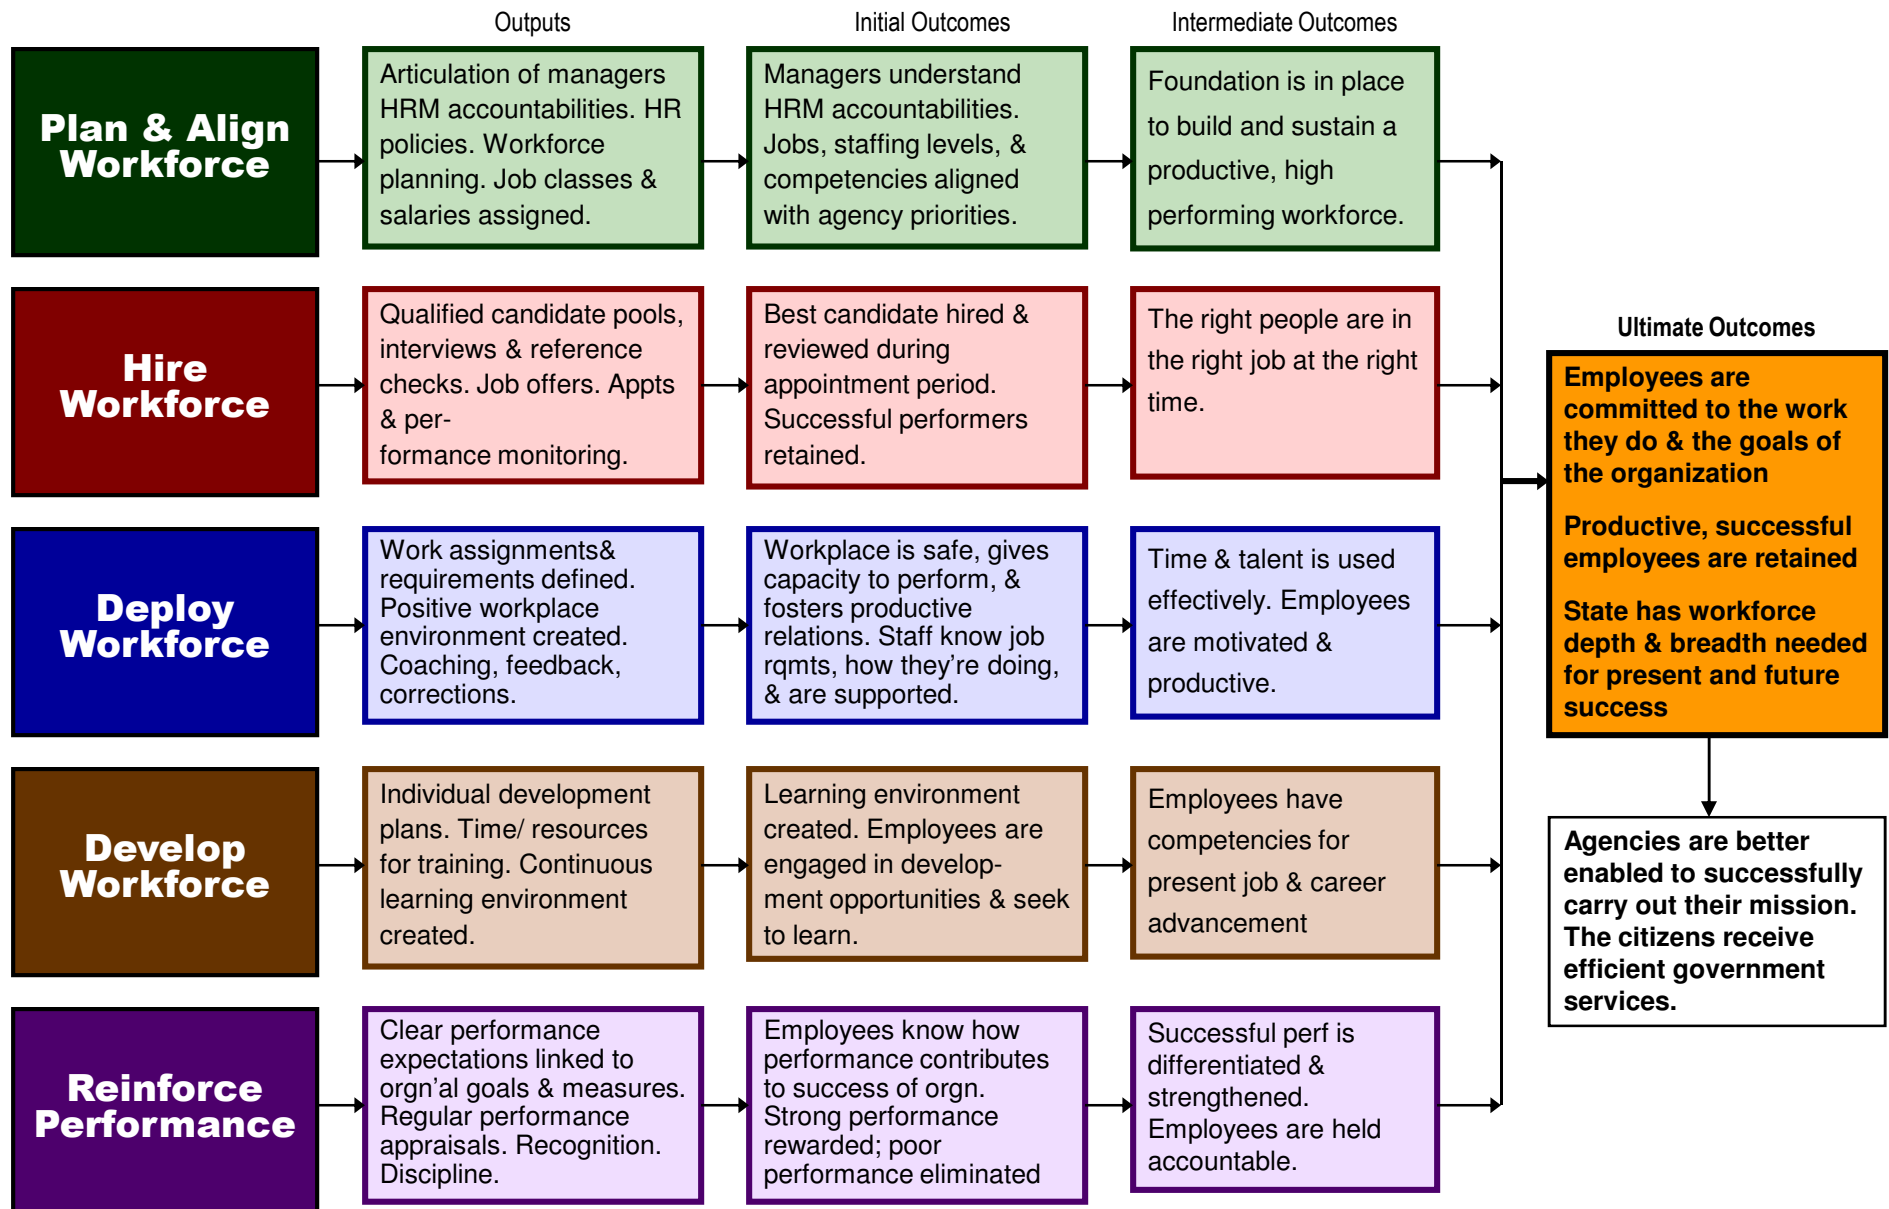 Outputs
Initial Outcomes
Intermediate Outcomes
Plan & Align
Workforce
Articulation of managers
HRM accountabilities. HR
policies. Workforce
planning. Job classes &
salaries assigned.
Managers understand
HRM accountabilities.
Jobs, staffing levels, &
competencies aligned
with agency priorities.
Foundation is in place
to build and sustain a
productive, high
performing workforce.
Hire
Workforce
Qualified candidate pools,
interviews & reference
checks. Job offers. Appts
& per-
formance monitoring.
Best candidate hired &
reviewed during
appointment period.
Successful performers
retained.
The right people are in
the right job at the right
time.
Deploy
Workforce
Work assignments&
requirements defined.
Positive workplace
environment created.
Coaching, feedback,
corrections.
Workplace is safe, gives
capacity to perform, &
fosters productive
relations. Staff know job
rqmts, how they’re doing,
& are supported.
Time & talent is used
effectively. Employees
are motivated &
productive.
Develop
Workforce
Individual development
plans. Time/ resources
for training. Continuous
learning environment
created.
Learning environment
created. Employees are
engaged in develop-
ment opportunities & seek
to learn.
Employees have
competencies for
present job & career
advancement
Reinforce
Performance
Clear performance
expectations linked to
orgn’al goals & measures.
Regular performance
appraisals. Recognition.
Discipline.
Employees know how
performance contributes
to success of orgn.
Strong performance
rewarded; poor
performance eliminated
Successful perf is
differentiated &
strengthened.
Employees are held
accountable.
Ultimate Outcomes
Employees are
committed to the work
they do & the goals of
the organization
Productive, successful
employees are retained
State has workforce
depth & breadth needed
for present and future
success
Agencies are better
enabled to successfully
carry out their mission.
The citizens receive
efficient government
services.